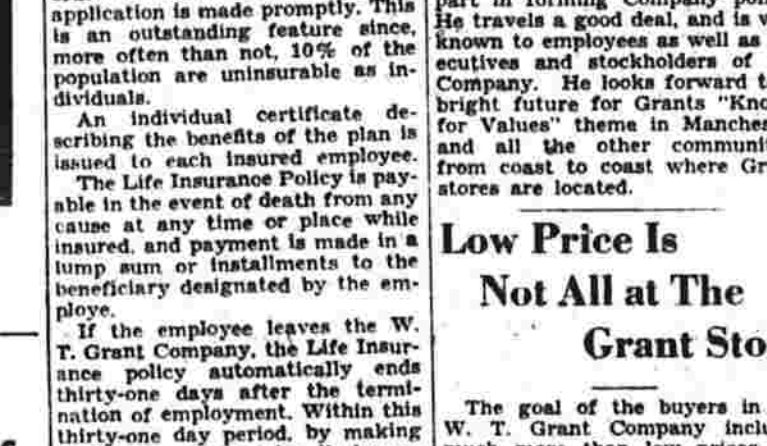 application is made promptly. This
is an outstanding feature since,
more often than not, 10% of the
population are uninsurable as in-
dividuals.
An individual certificate de-
scribing the benefits of the plan is
issued to each insured employee.
The Life Insurance Policy is pay-
able in the event of death from any
cause at any time or place while
insured, and payment is made in a
lump sum or installments to the
beneficiary designated by the em-
ploye.
If the employee leaves the W.
T. Grant Company, the Life Insur-
ance policy automatically ends
thirty-one days after the termi-
nation of employment. Within this
thirty-one day period, by making
part in forming Company
He travels a good deal, and is
known to employees as well as
ecutives and stockholders of
Company. He looks forward
bright future for Grants "Kno
for Values" theme in Manches
and all the other communi
from coast to coast where Gr
stores are located.
Low Price Is
Not All at The
Grant Sto
The goal of the buyers in
W. T. Grant Company inclu